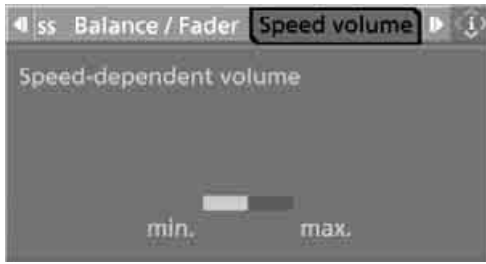 ss Balance / Fader Speed volume i
Speed-dependent volume
min. max.